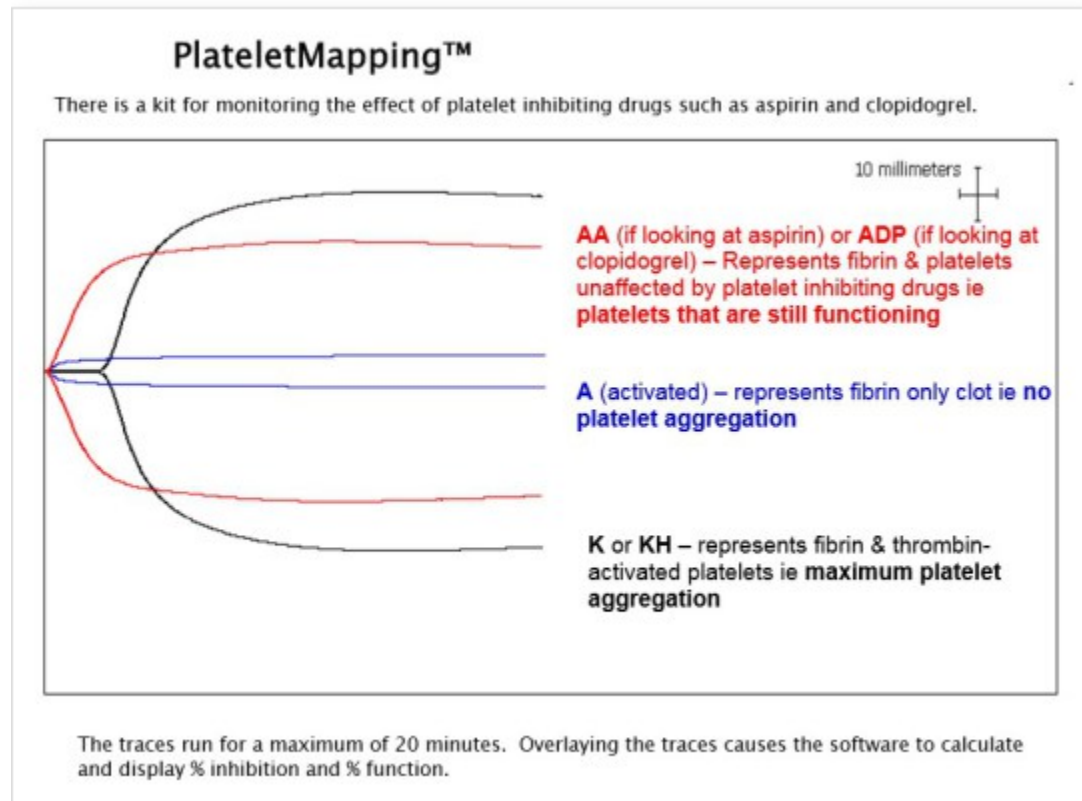 PlateletMapping™
There is a kit for monitoring the effect of platelet inhibiting drugs such as aspirin and clopidogrel.
10 millimeters
AA (if looking at aspirin) or ADP (if looking at
clopidogrel) – Represents fibrin & platelets
unaffected by platelet inhibiting drugs ie
platelets that are still functioning
A (activated) – represents fibrin only clot ie no
platelet aggregation
K or KH – represents fibrin & thrombin-
activated platelets ie maximum platelet
aggregation
The traces run for a maximum of 20 minutes. Overlaying the traces causes the software to calculate
and display % inhibition and % function.